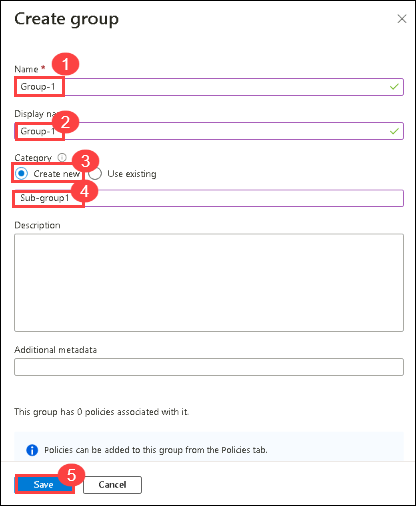 Create group
Name * 1
Group-1
Display na 2
Group-1
Category 3
Create new Use existing
4
Sub-group1
Description
Additional metadata
This group has 0 policies associated with it.
Policies can be added to this group from the Policies tab.
5
Save Cancel